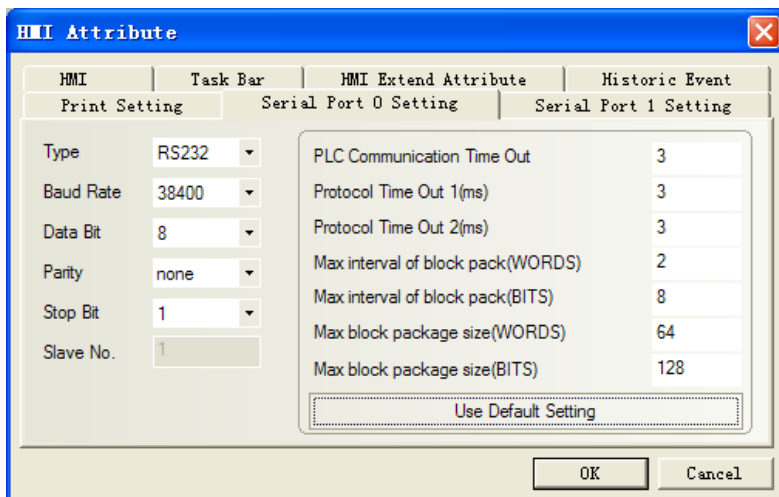 HMI Attribute
HMI Task Bar HMI Extend Attribute Historic Event
Print Setting Serial Port 0 Setting Serial Port 1 Setting
Type RS232
Baud Rate 38400
Data Bit 8
Parity none
Stop Bit 1
Slave No. 1
PLC Communication Time Out 3
Protocol Time Out 1(ms) 3
Protocol Time Out 2(ms) 3
Max interval of block pack(WORDS) 2
Max interval of block pack(BITS) 8
Max block package size(WORDS) 64
Max block package size(BITS) 128
Use Default Setting
OK Cancel